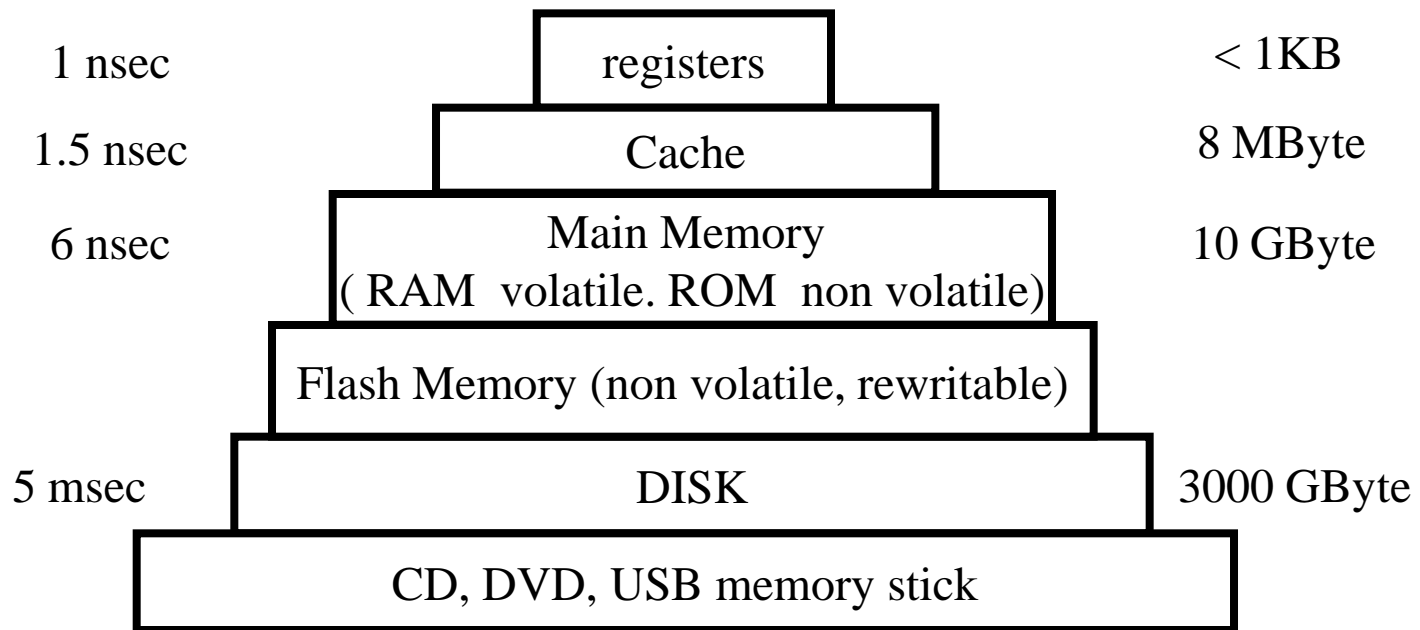 1 nsec registers < 1KB
1.5 nsec Cache 8 MByte
6 nsec Main Memory 10 GByte
( RAM volatile. ROM non volatile)
Flash Memory (non volatile, rewritable)
5 msec DISK 3000 GByte
CD, DVD, USB memory stick